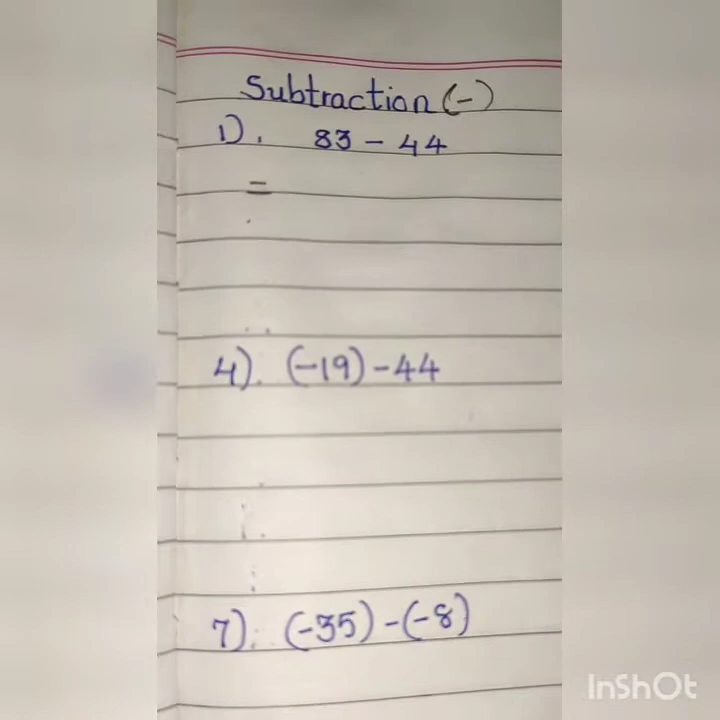 Subtraction (-)
1). 83 - 44
=
4). (-19) - 44
7). (-35) - (-8)
InShOt